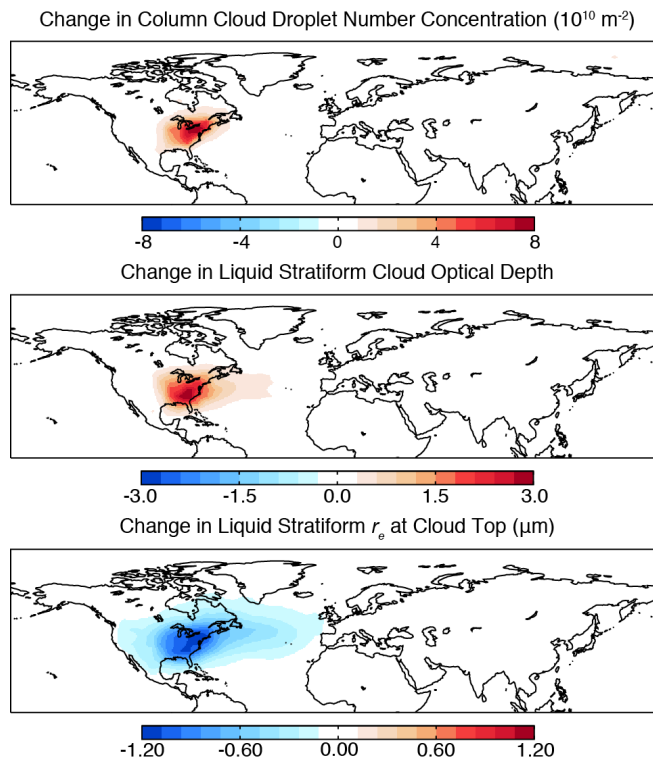 Change in Column Cloud Droplet Number Concentration (10¹⁰ m⁻²)
-8 -4 0 4 8
Change in Liquid Stratiform Cloud Optical Depth
-3.0 -1.5 0.0 1.5 3.0
Change in Liquid Stratiform rₑ at Cloud Top (μm)
-1.20 -0.60 0.00 0.60 1.20